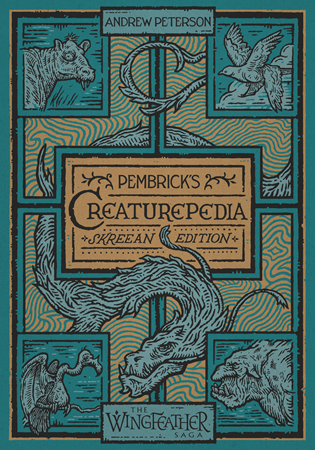 ANDREW PETERSON
PEMBRICK'S
CREATUREPEDIA
SKREEAN EDITION
THE
WINGFEATHER
SAGA